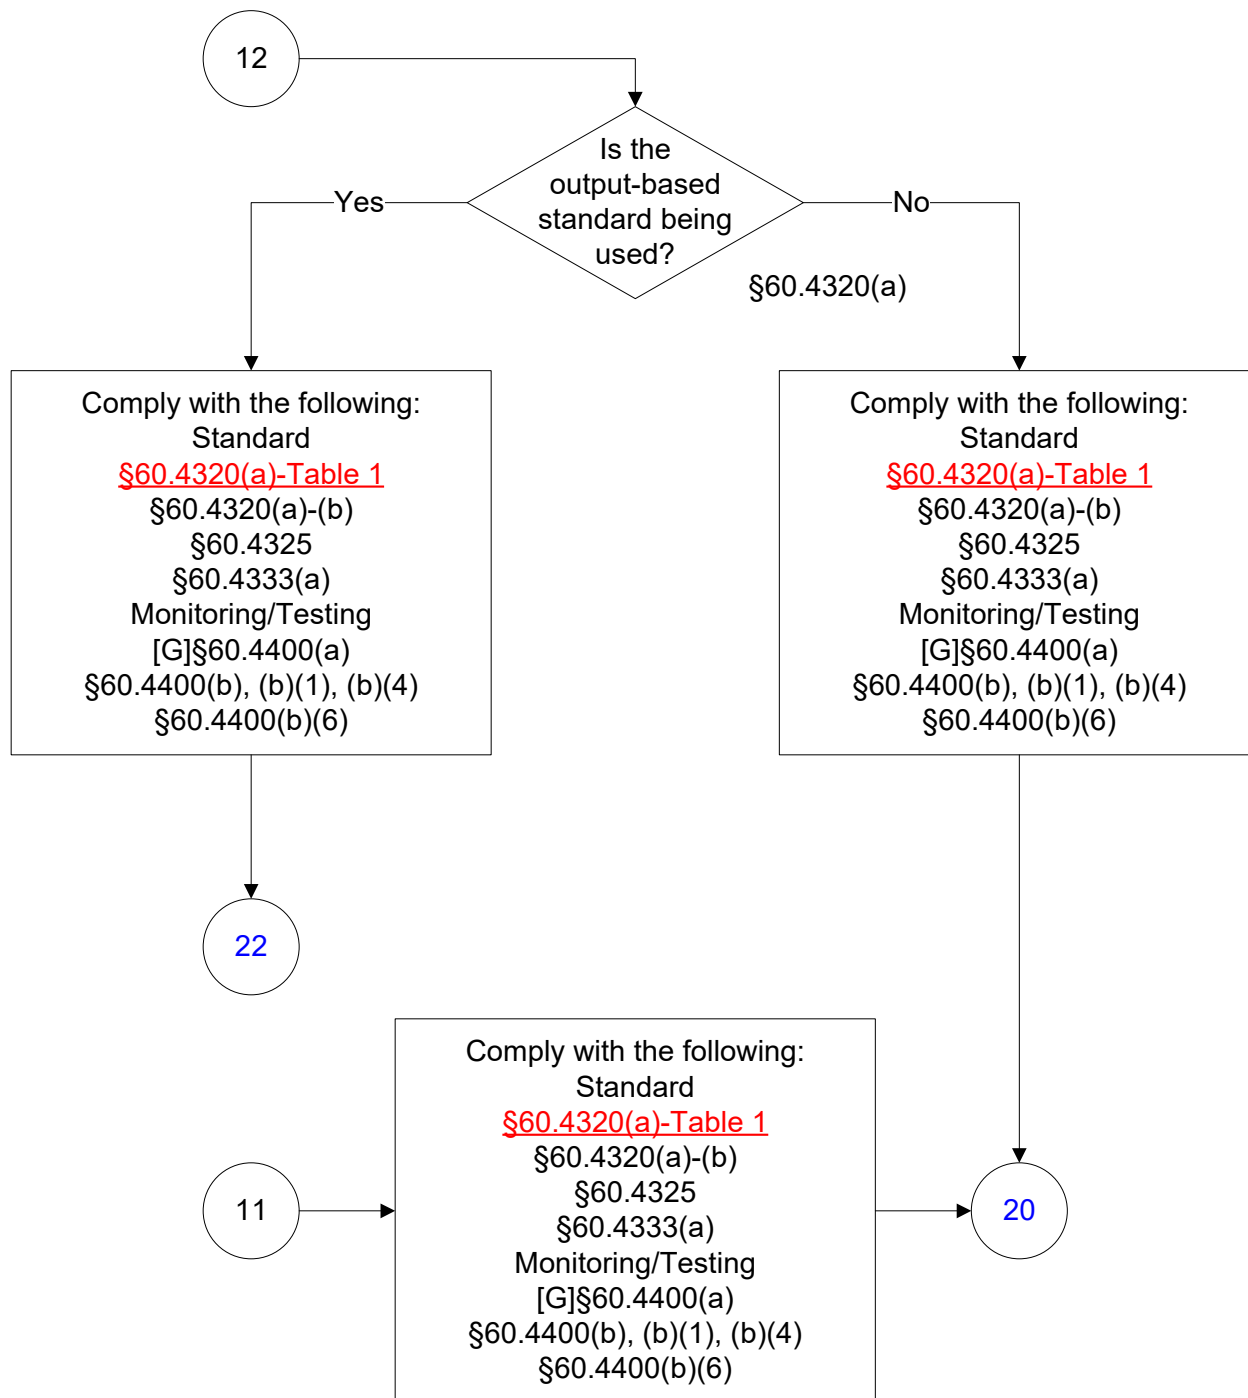 12
Is the
output-based
standard being
used?
Yes
No
§60.4320(a)
Comply with the following:
Standard
§60.4320(a)-Table 1
§60.4320(a)-(b)
§60.4325
§60.4333(a)
Monitoring/Testing
[G]§60.4400(a)
§60.4400(b), (b)(1), (b)(4)
§60.4400(b)(6)
Comply with the following:
Standard
§60.4320(a)-Table 1
§60.4320(a)-(b)
§60.4325
§60.4333(a)
Monitoring/Testing
[G]§60.4400(a)
§60.4400(b), (b)(1), (b)(4)
§60.4400(b)(6)
22
11
Comply with the following:
Standard
§60.4320(a)-Table 1
§60.4320(a)-(b)
§60.4325
§60.4333(a)
Monitoring/Testing
[G]§60.4400(a)
§60.4400(b), (b)(1), (b)(4)
§60.4400(b)(6)
20